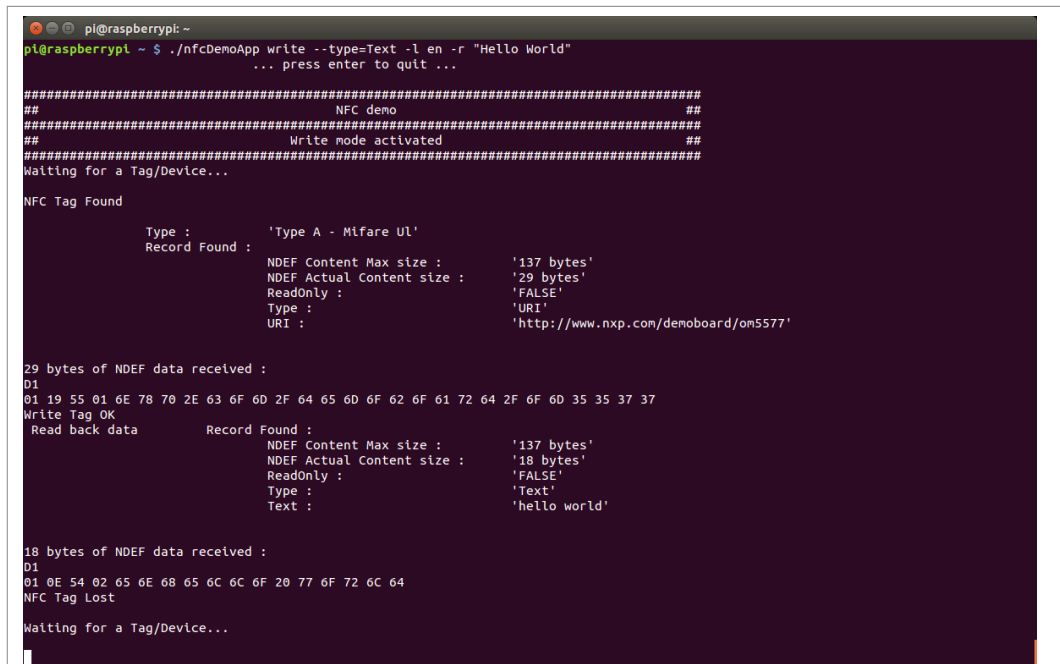 pi@raspberrypi: ~
pi@raspberrypi ~ $ ./nfcDemoApp write --type=Text -l en -r "Hello World"
... press enter to quit ...
#########################################################################################
## NFC demo ##
#########################################################################################
## Write mode activated ##
#########################################################################################
Waiting for a Tag/Device...
NFC Tag Found
Type : 'Type A - Mifare Ul'
Record Found :
NDEF Content Max size : '137 bytes'
NDEF Actual Content size : '29 bytes'
ReadOnly : 'FALSE'
Type : 'URI'
URI : 'http://www.nxp.com/demoboard/om5577'
29 bytes of NDEF data received :
D1
01 19 55 01 6E 78 70 2E 63 6F 6D 2F 64 65 6D 6F 62 6F 61 72 64 2F 6F 6D 35 35 37 37
Write Tag OK
Read back data Record Found :
NDEF Content Max size : '137 bytes'
NDEF Actual Content size : '18 bytes'
ReadOnly : 'FALSE'
Type : 'Text'
Text : 'hello world'
18 bytes of NDEF data received :
D1
01 0E 54 02 65 6E 68 65 6C 6C 6F 20 77 6F 72 6C 64
NFC Tag Lost
Waiting for a Tag/Device...